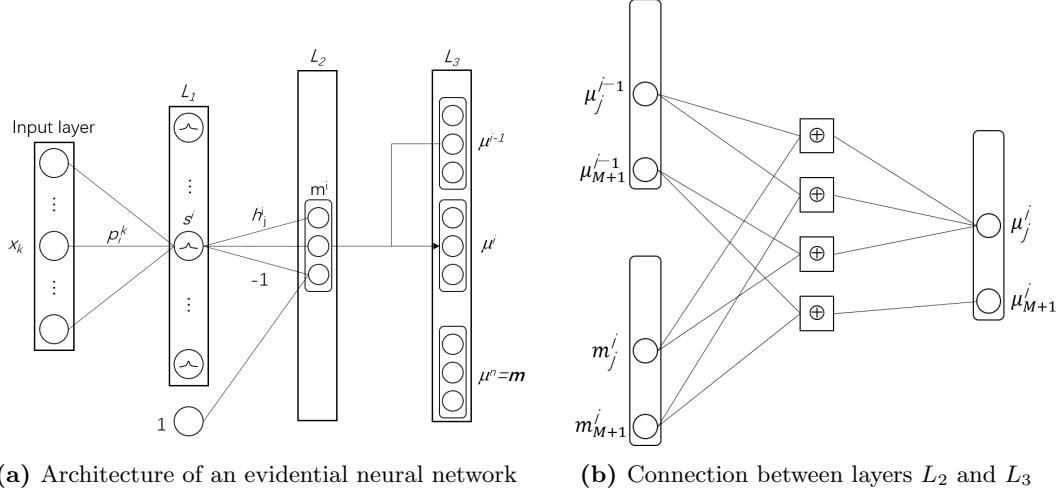 Input layer
L₁
L₂
L₃
x_k
p_i^k
s^i
h_j^i
-1
1
m^i
μ^{i-1}
μ^i
μ^n=m
⋮
⋮
⋮
⋮
(a) Architecture of an evidential neural network
μ_j^{i-1}
μ_{M+1}^{i-1}
m_j^i
m_{M+1}^i
⊕
⊕
⊕
⊕
μ_j^i
μ_{M+1}^i
(b) Connection between layers L₂ and L₃